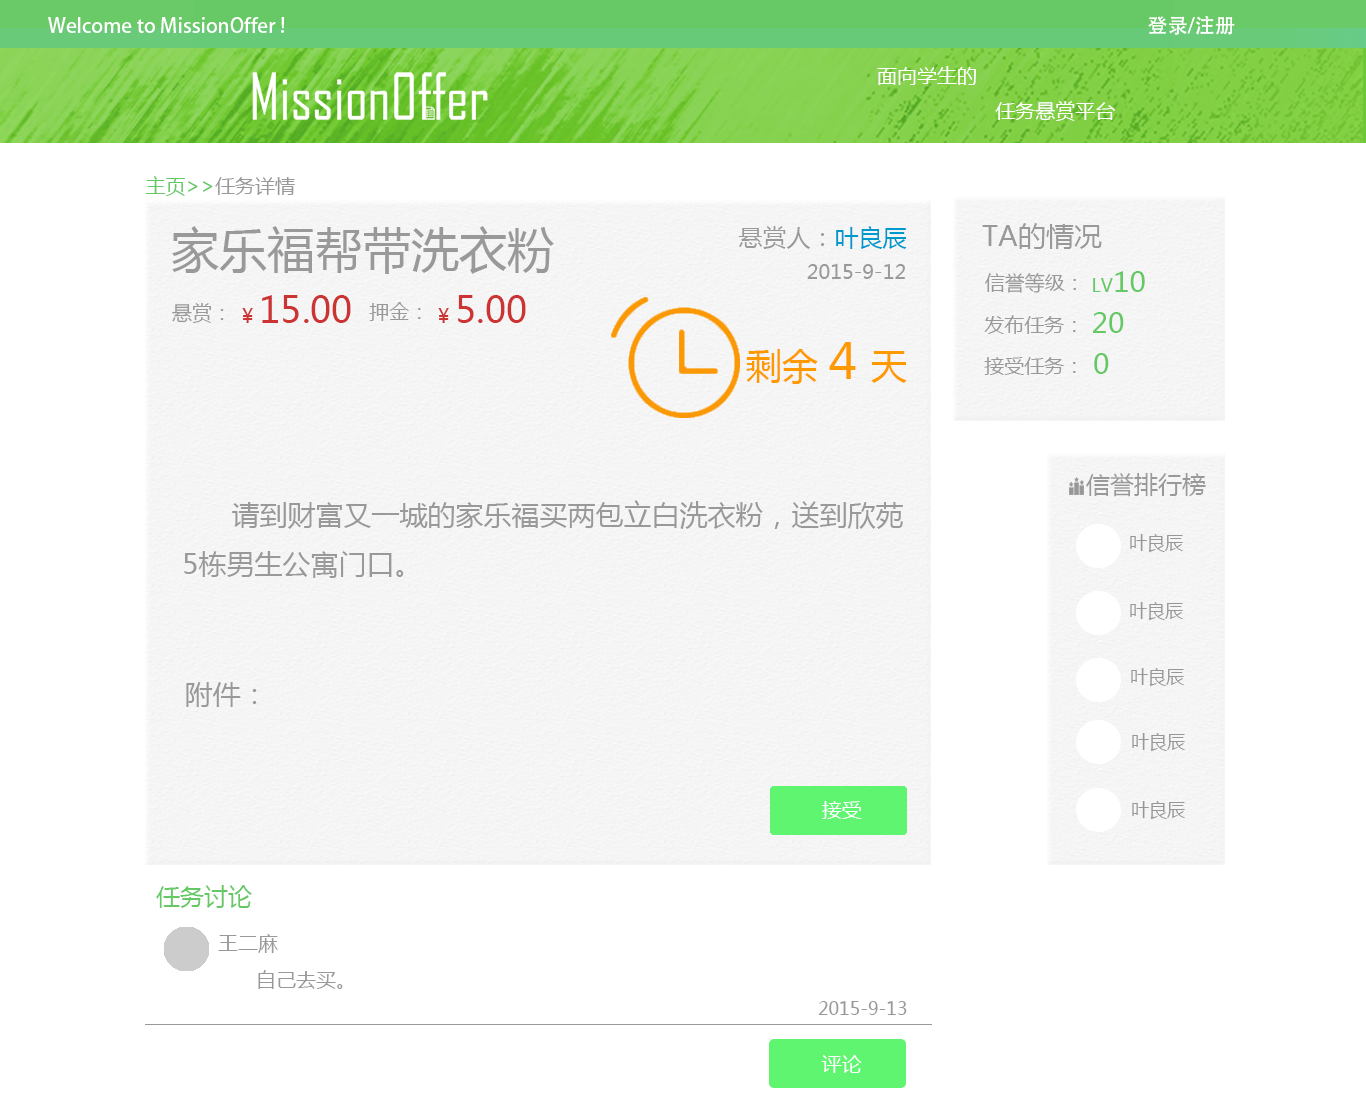 Welcome to MissionOffer !
登录/注册
MissionOffer
面向学生的
任务悬赏平台
主页>>任务详情
家乐福帮带洗衣粉
悬赏人：叶良辰
2015-9-12
悬赏： ¥ 15.00 押金： ¥ 5.00
剩余 4 天
请到财富又一城的家乐福买两包立白洗衣粉，送到欣苑
5栋男生公寓门口。
附件：
接受
TA的情况
信誉等级： LV10
发布任务： 20
接受任务： 0
信誉排行榜
叶良辰
叶良辰
叶良辰
叶良辰
叶良辰
任务讨论
王二麻
自己去买。
2015-9-13
评论